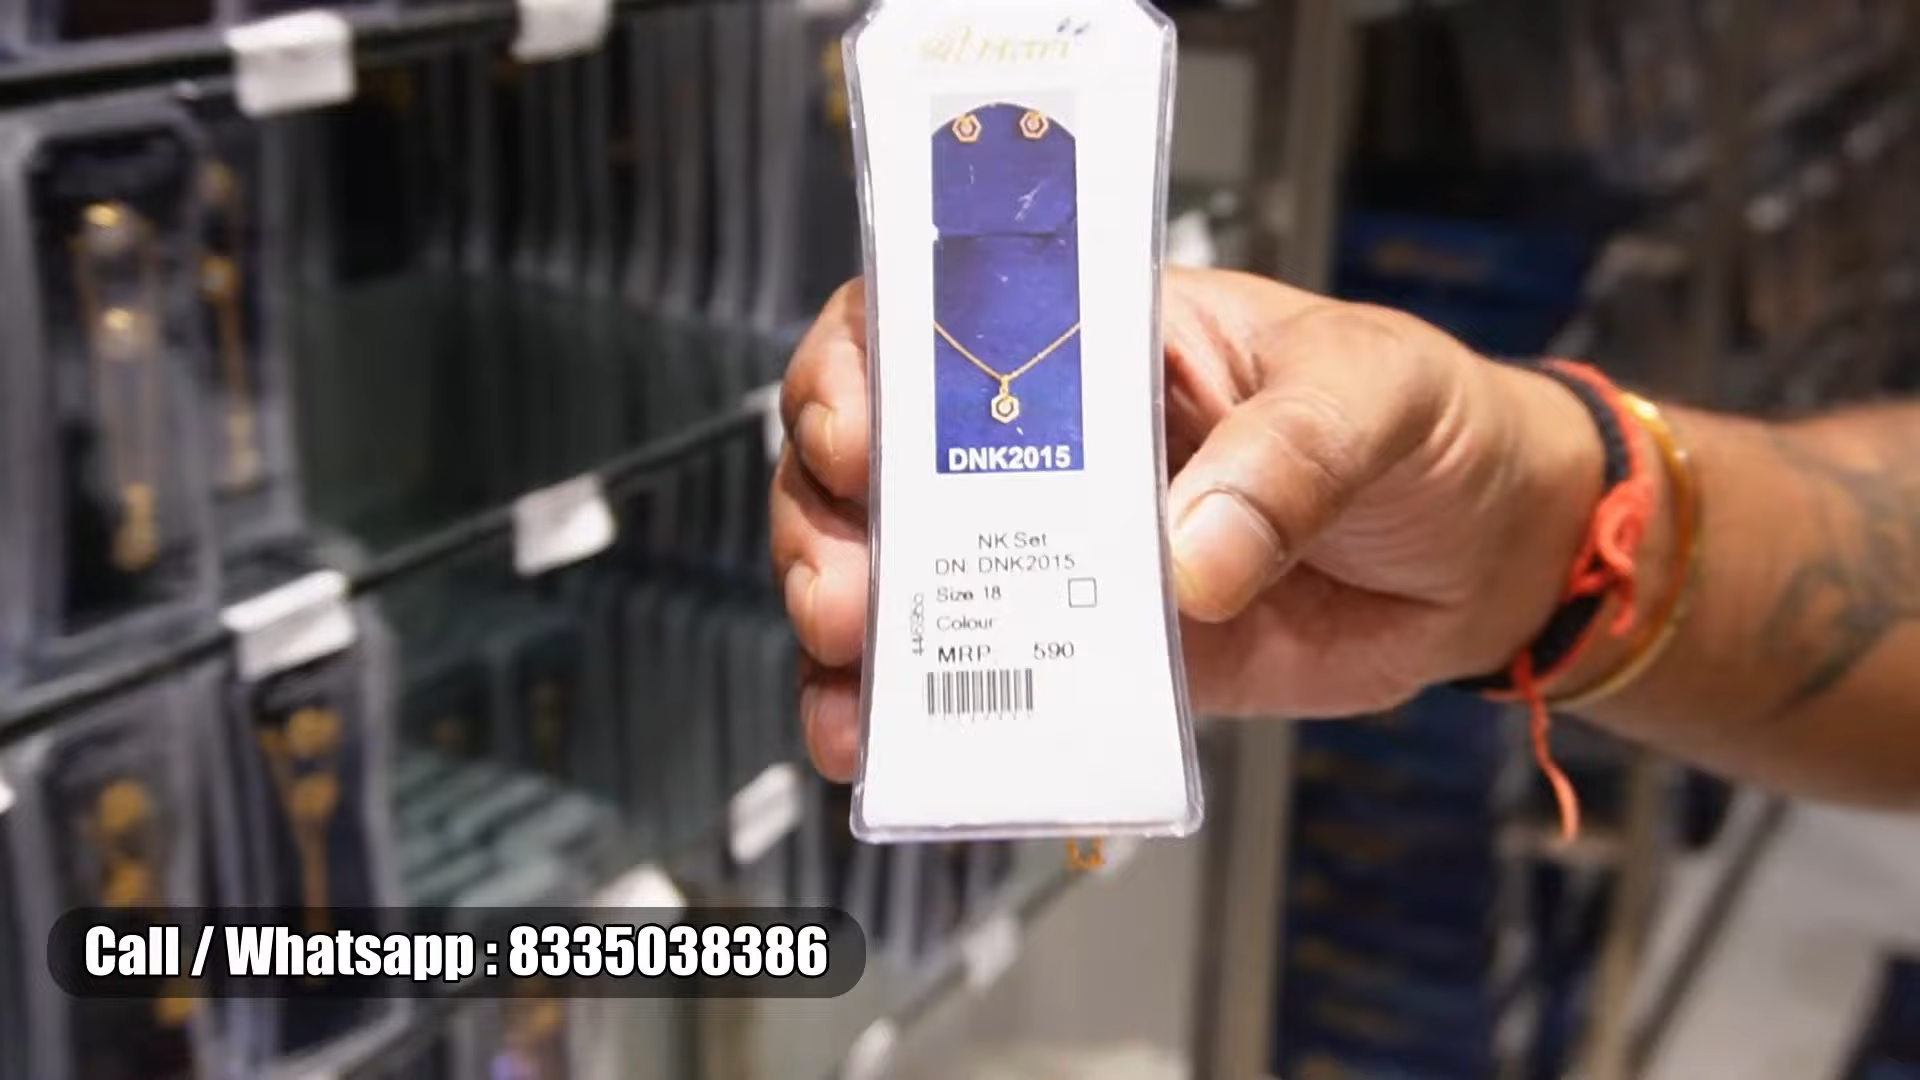 DNK2015
NK Set
DN DNK2015
Size 18
Colour
MRP 590
Call / Whatsapp : 8335038386